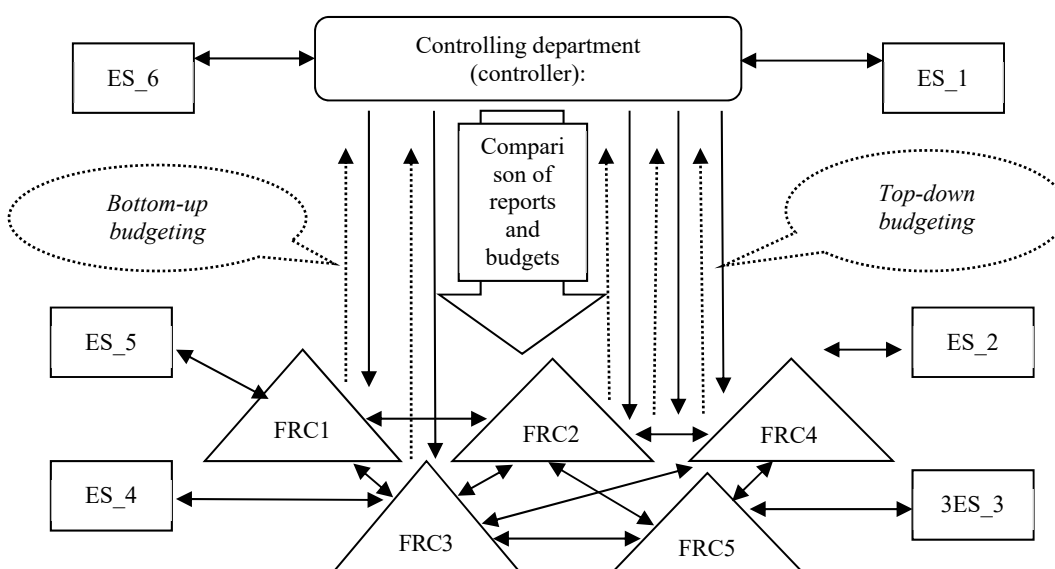 Controlling department
(controller):
ES_6
ES_1
Compari
son of
reports
and
budgets
Bottom-up
budgeting
Top-down
budgeting
ES_5
ES_2
FRC1
FRC2
FRC4
ES_4
3ES_3
FRC3
FRC5